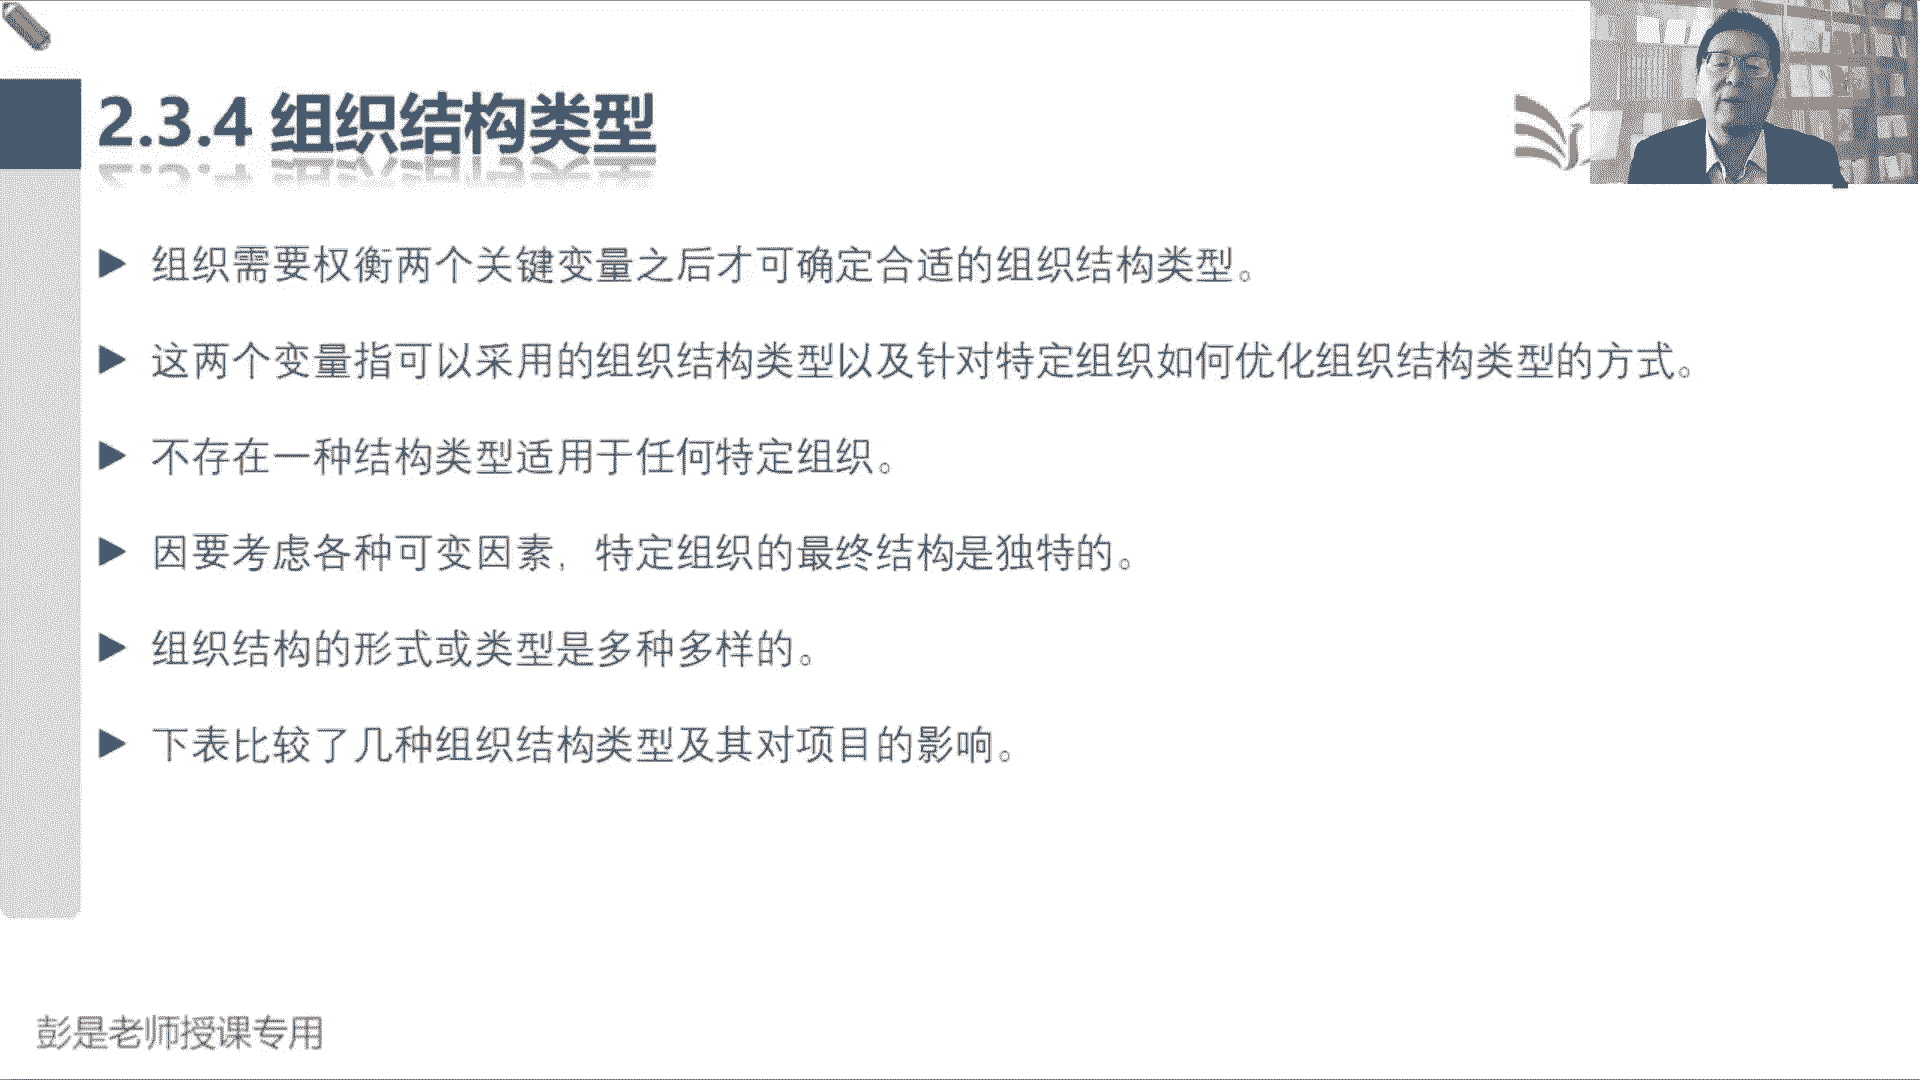 2.3.4 组织结构类型
组织需要权衡两个关键变量之后才可确定合适的组织结构类型。
这两个变量指可以采用的组织结构类型以及针对特定组织如何优化组织结构类型的方式。
不存在一种结构类型适用于任何特定组织。
因要考虑各种可变因素，特定组织的最终结构是独特的。
组织结构的形式或类型是多种多样的。
下表比较了几种组织结构类型及其对项目的影响。
彭是老师授课专用